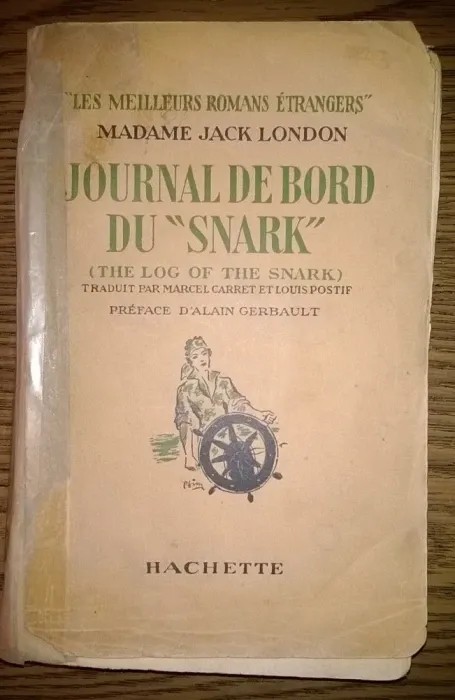 "LES MEILLEURS ROMANS ÉTRANGERS"
MADAME JACK LONDON
JOURNAL DE BORD
DU "SNARK"
(THE LOG OF THE SNARK)
TRADUIT PAR MARCEL CARRET ET LOUIS POSTIF
PRÉFACE D'ALAIN GERBAULT
HACHETTE